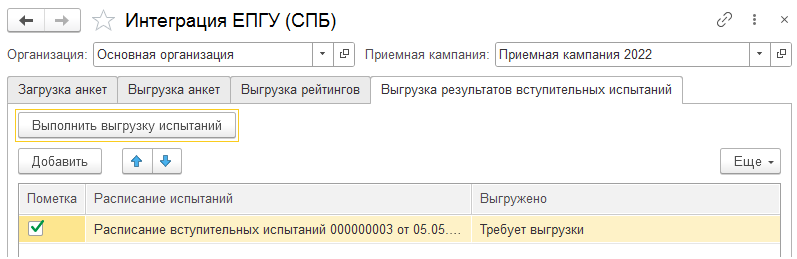 Интеграция ЕПГУ (СПБ)
Организация: Основная организация Приемная кампания: Приемная кампания 2022
Загрузка анкет Выгрузка анкет Выгрузка рейтингов Выгрузка результатов вступительных испытаний
Выполнить выгрузку испытаний
Добавить Еще
Пометка Расписание испытаний Выгружено
Расписание вступительных испытаний 000000003 от 05.05.... Требует выгрузки